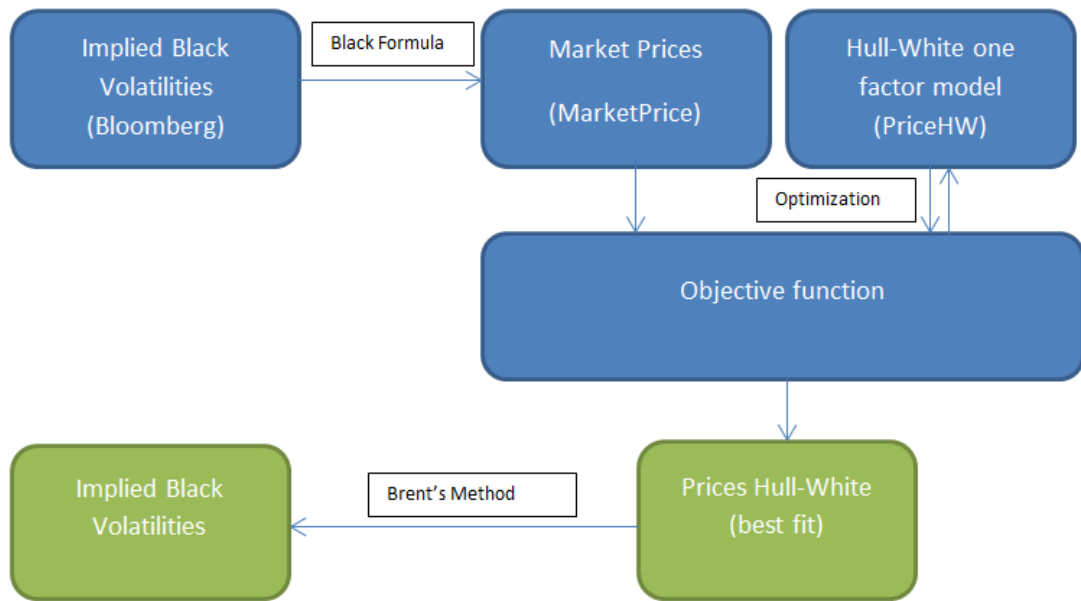 Implied Black
Volatilities
(Bloomberg)
Black Formula
Market Prices
(MarketPrice)
Hull-White one
factor model
(PriceHW)
Optimization
Objective function
Implied Black
Volatilities
Brent's Method
Prices Hull-White
(best fit)